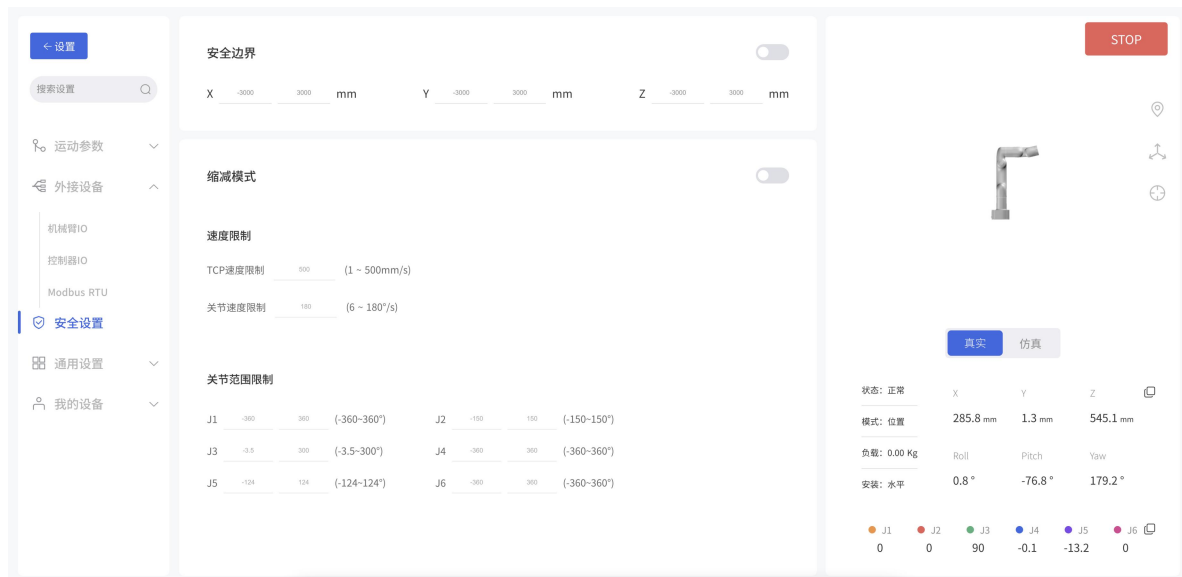 ←设置
搜索设置
运动参数
外接设备
机械臂IO
控制器IO
Modbus RTU
安全设置
通用设置
我的设备
安全边界
X -3000 3000 mm Y -3000 3000 mm Z -3000 3000 mm
缩减模式
速度限制
TCP速度限制 500 (1 ~ 500mm/s)
关节速度限制 180 (6 ~ 180°/s)
关节范围限制
J1 -360 360 (-360~360°) J2 -150 150 (-150~150°)
J3 -3.5 300 (-3.5~300°) J4 -360 360 (-360~360°)
J5 -124 124 (-124~124°) J6 -360 360 (-360~360°)
STOP
真实 仿真
状态：正常
模式：位置
负载：0.00 Kg
安装：水平
X Y Z
285.8 mm 1.3 mm 545.1 mm
Roll Pitch Yaw
0.8 ° -76.8 ° 179.2 °
J1 J2 J3 J4 J5 J6
0 0 90 -0.1 -13.2 0